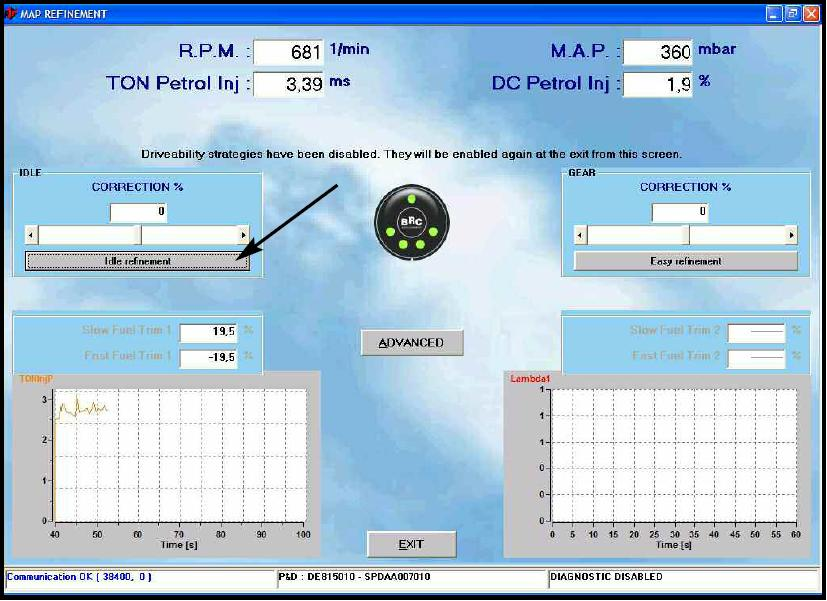 MAP REFINEMENT
R.P.M. : 681 1/min
M.A.P. : 360 mbar
TON Petrol Inj : 3,39 ms
DC Petrol Inj : 1,9 %
Driveability strategies have been disabled. They will be enabled again at the exit from this screen.
IDLE
CORRECTION %
0
Idle refinement
BRC
GEAR
CORRECTION %
0
Easy refinement
Slow Fuel Trim 1 19,5 %
Fast Fuel Trim 1 -19,5 %
ADVANCED
Slow Fuel Trim 2 %
Fast Fuel Trim 2 %
TONInjP
3
2
1
0
40 50 60 70 80 90 100
Time [s]
Lambda1
1
1
1
0
0
0
0 5 10 15 20 25 30 35 40 45 50 55 60
Time [s]
EXIT
Communication OK ( 38400, 0 )
P&D : DE815010 - SPDAA007010
DIAGNOSTIC DISABLED